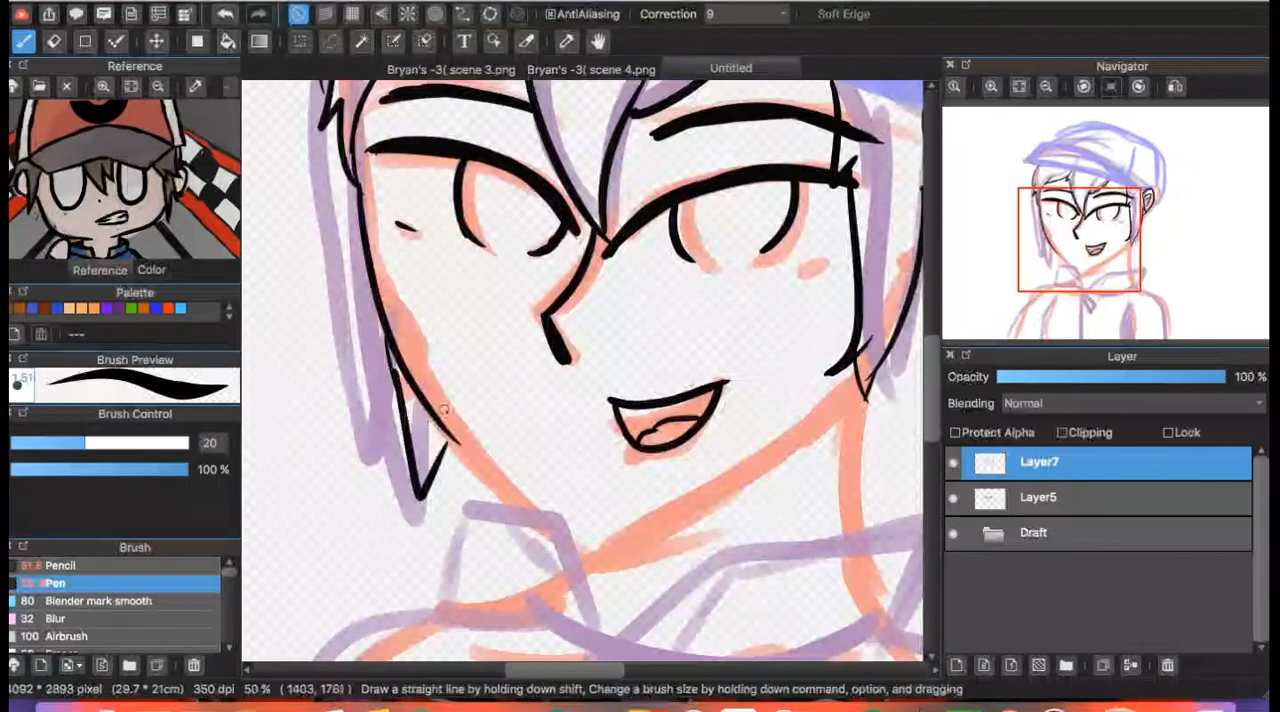 AntiAliasing Correction 9 Soft Edge
T
Reference
Bryan's -3( scene 3.png Bryan's -3( scene 4.png Untitled
Navigator
Reference Color
Palette
---
Brush Preview
Brush Control
20
100 %
Brush
Pencil
Pen
80 Blender mark smooth
32 Blur
100 Airbrush
Layer
Opacity 100 %
Blending Normal
Protect Alpha Clipping Lock
Layer7
Layer5
Draft
4092 * 2893 pixel (29.7 * 21cm) 350 dpi 50 % (1403, 1781) Draw a straight line by holding down shift, Change a brush size by holding down command, option, and dragging